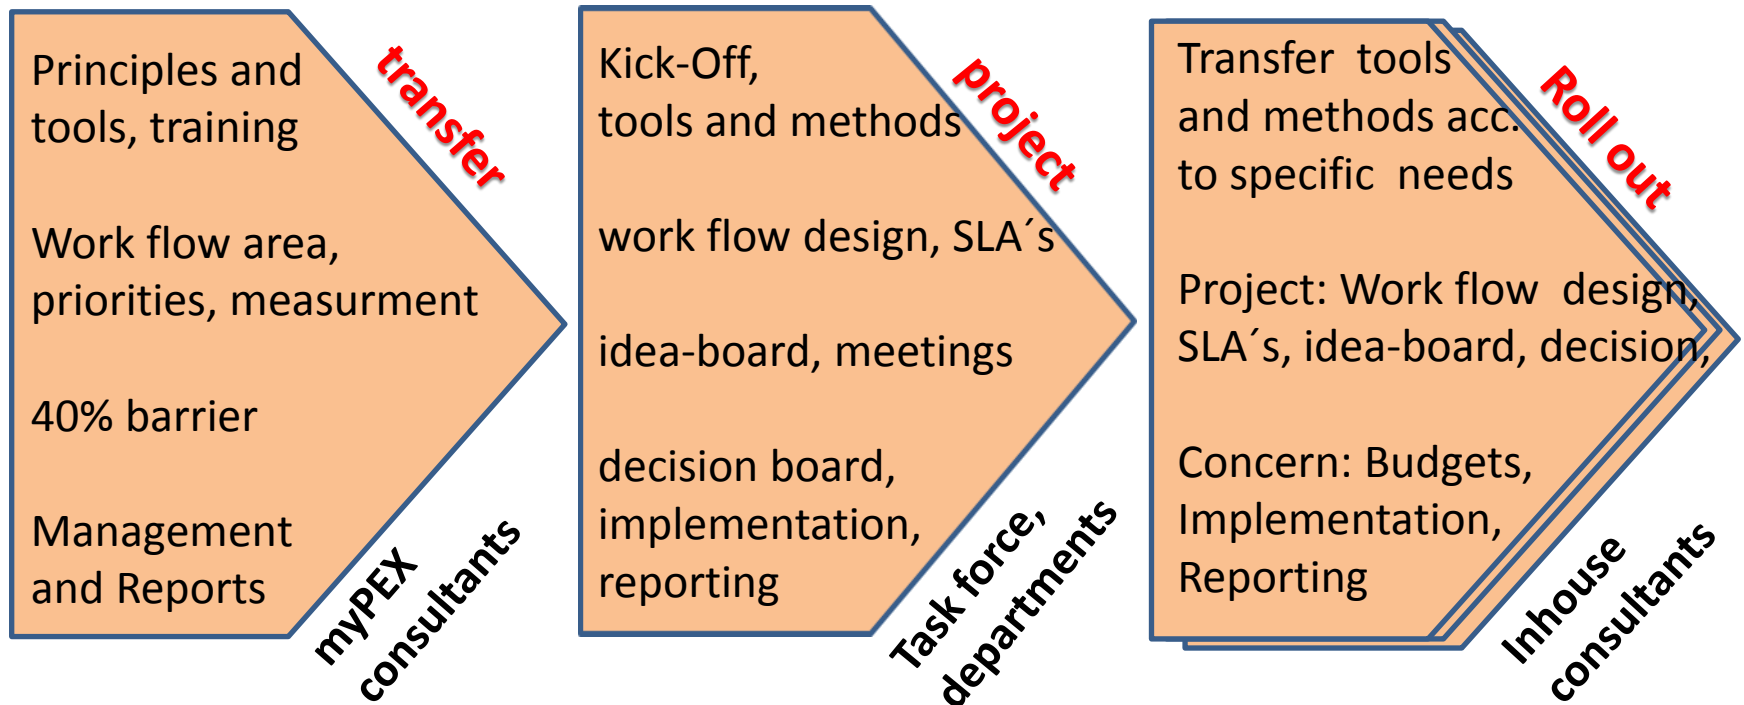 Principles and
tools, training
Work flow area,
priorities, measurment
40% barrier
Management
and Reports
transfer
myPEX
consultants
Kick-Off,
tools and methods
work flow design, SLA´s
idea-board, meetings
decision board,
implementation,
reporting
project
Task force,
departments
Transfer  tools
and methods acc.
to specific  needs
Project: Work flow  design,
SLA´s, idea-board, decision,
Concern: Budgets,
Implementation,
Reporting
Roll out
Inhouse
consultants